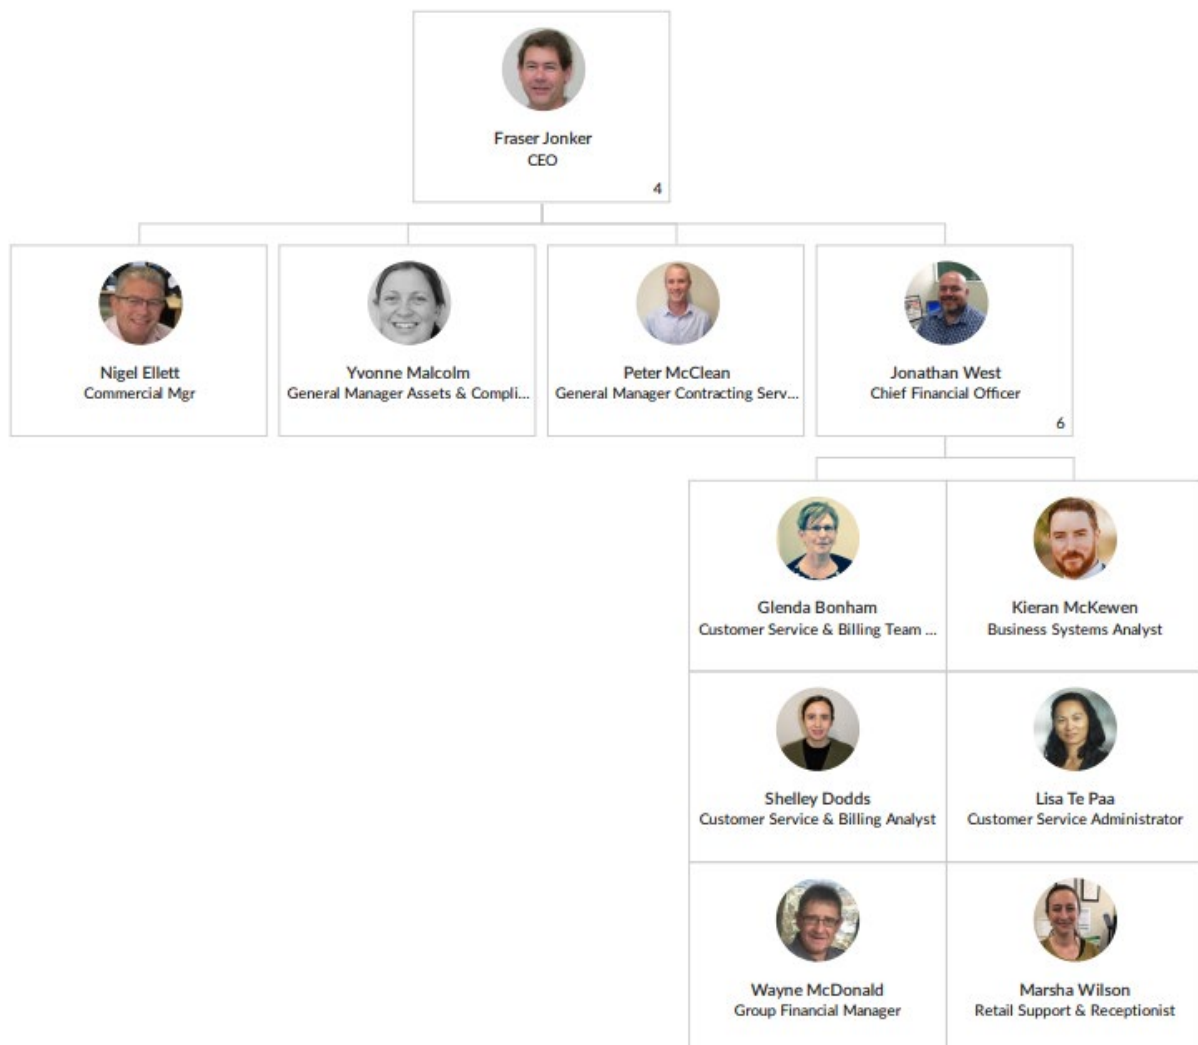 Fraser Jonker
CEO
4
Nigel Ellett
Commercial Mgr
Yvonne Malcolm
General Manager Assets & Compli...
Peter McClean
General Manager Contracting Serv...
Jonathan West
Chief Financial Officer
6
Glenda Bonham
Customer Service & Billing Team ...
Kieran McKewen
Business Systems Analyst
Shelley Dodds
Customer Service & Billing Analyst
Lisa Te Paa
Customer Service Administrator
Wayne McDonald
Group Financial Manager
Marsha Wilson
Retail Support & Receptionist